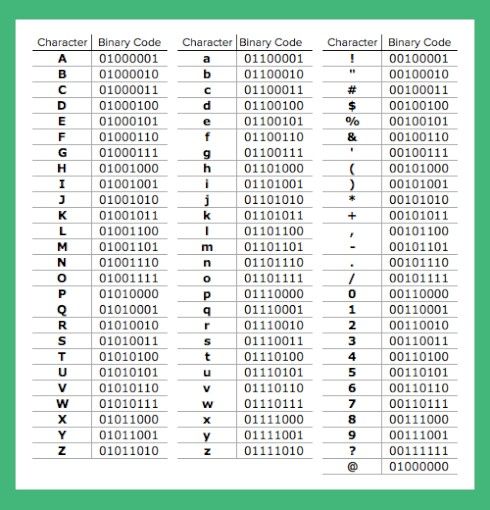 Character Binary Code Character Binary Code Character Binary Code
A 01000001 a 01100001 ! 00100001
B 01000010 b 01100010 " 00100010
C 01000011 c 01100011 # 00100011
D 01000100 d 01100100 $ 00100100
E 01000101 e 01100101 % 00100101
F 01000110 f 01100110 & 00100110
G 01000111 g 01100111 ' 00100111
H 01001000 h 01101000 ( 00101000
I 01001001 i 01101001 ) 00101001
J 01001010 j 01101010 * 00101010
K 01001011 k 01101011 + 00101011
L 01001100 l 01101100 , 00101100
M 01001101 m 01101101 - 00101101
N 01001110 n 01101110 . 00101110
O 01001111 o 01101111 / 00101111
P 01010000 p 01110000 0 00110000
Q 01010001 q 01110001 1 00110001
R 01010010 r 01110010 2 00110010
S 01010011 s 01110011 3 00110011
T 01010100 t 01110100 4 00110100
U 01010101 u 01110101 5 00110101
V 01010110 v 01110110 6 00110110
W 01010111 w 01110111 7 00110111
X 01011000 x 01111000 8 00111000
Y 01011001 y 01111001 9 00111001
Z 01011010 z 01111010 ? 00111111
@ 01000000